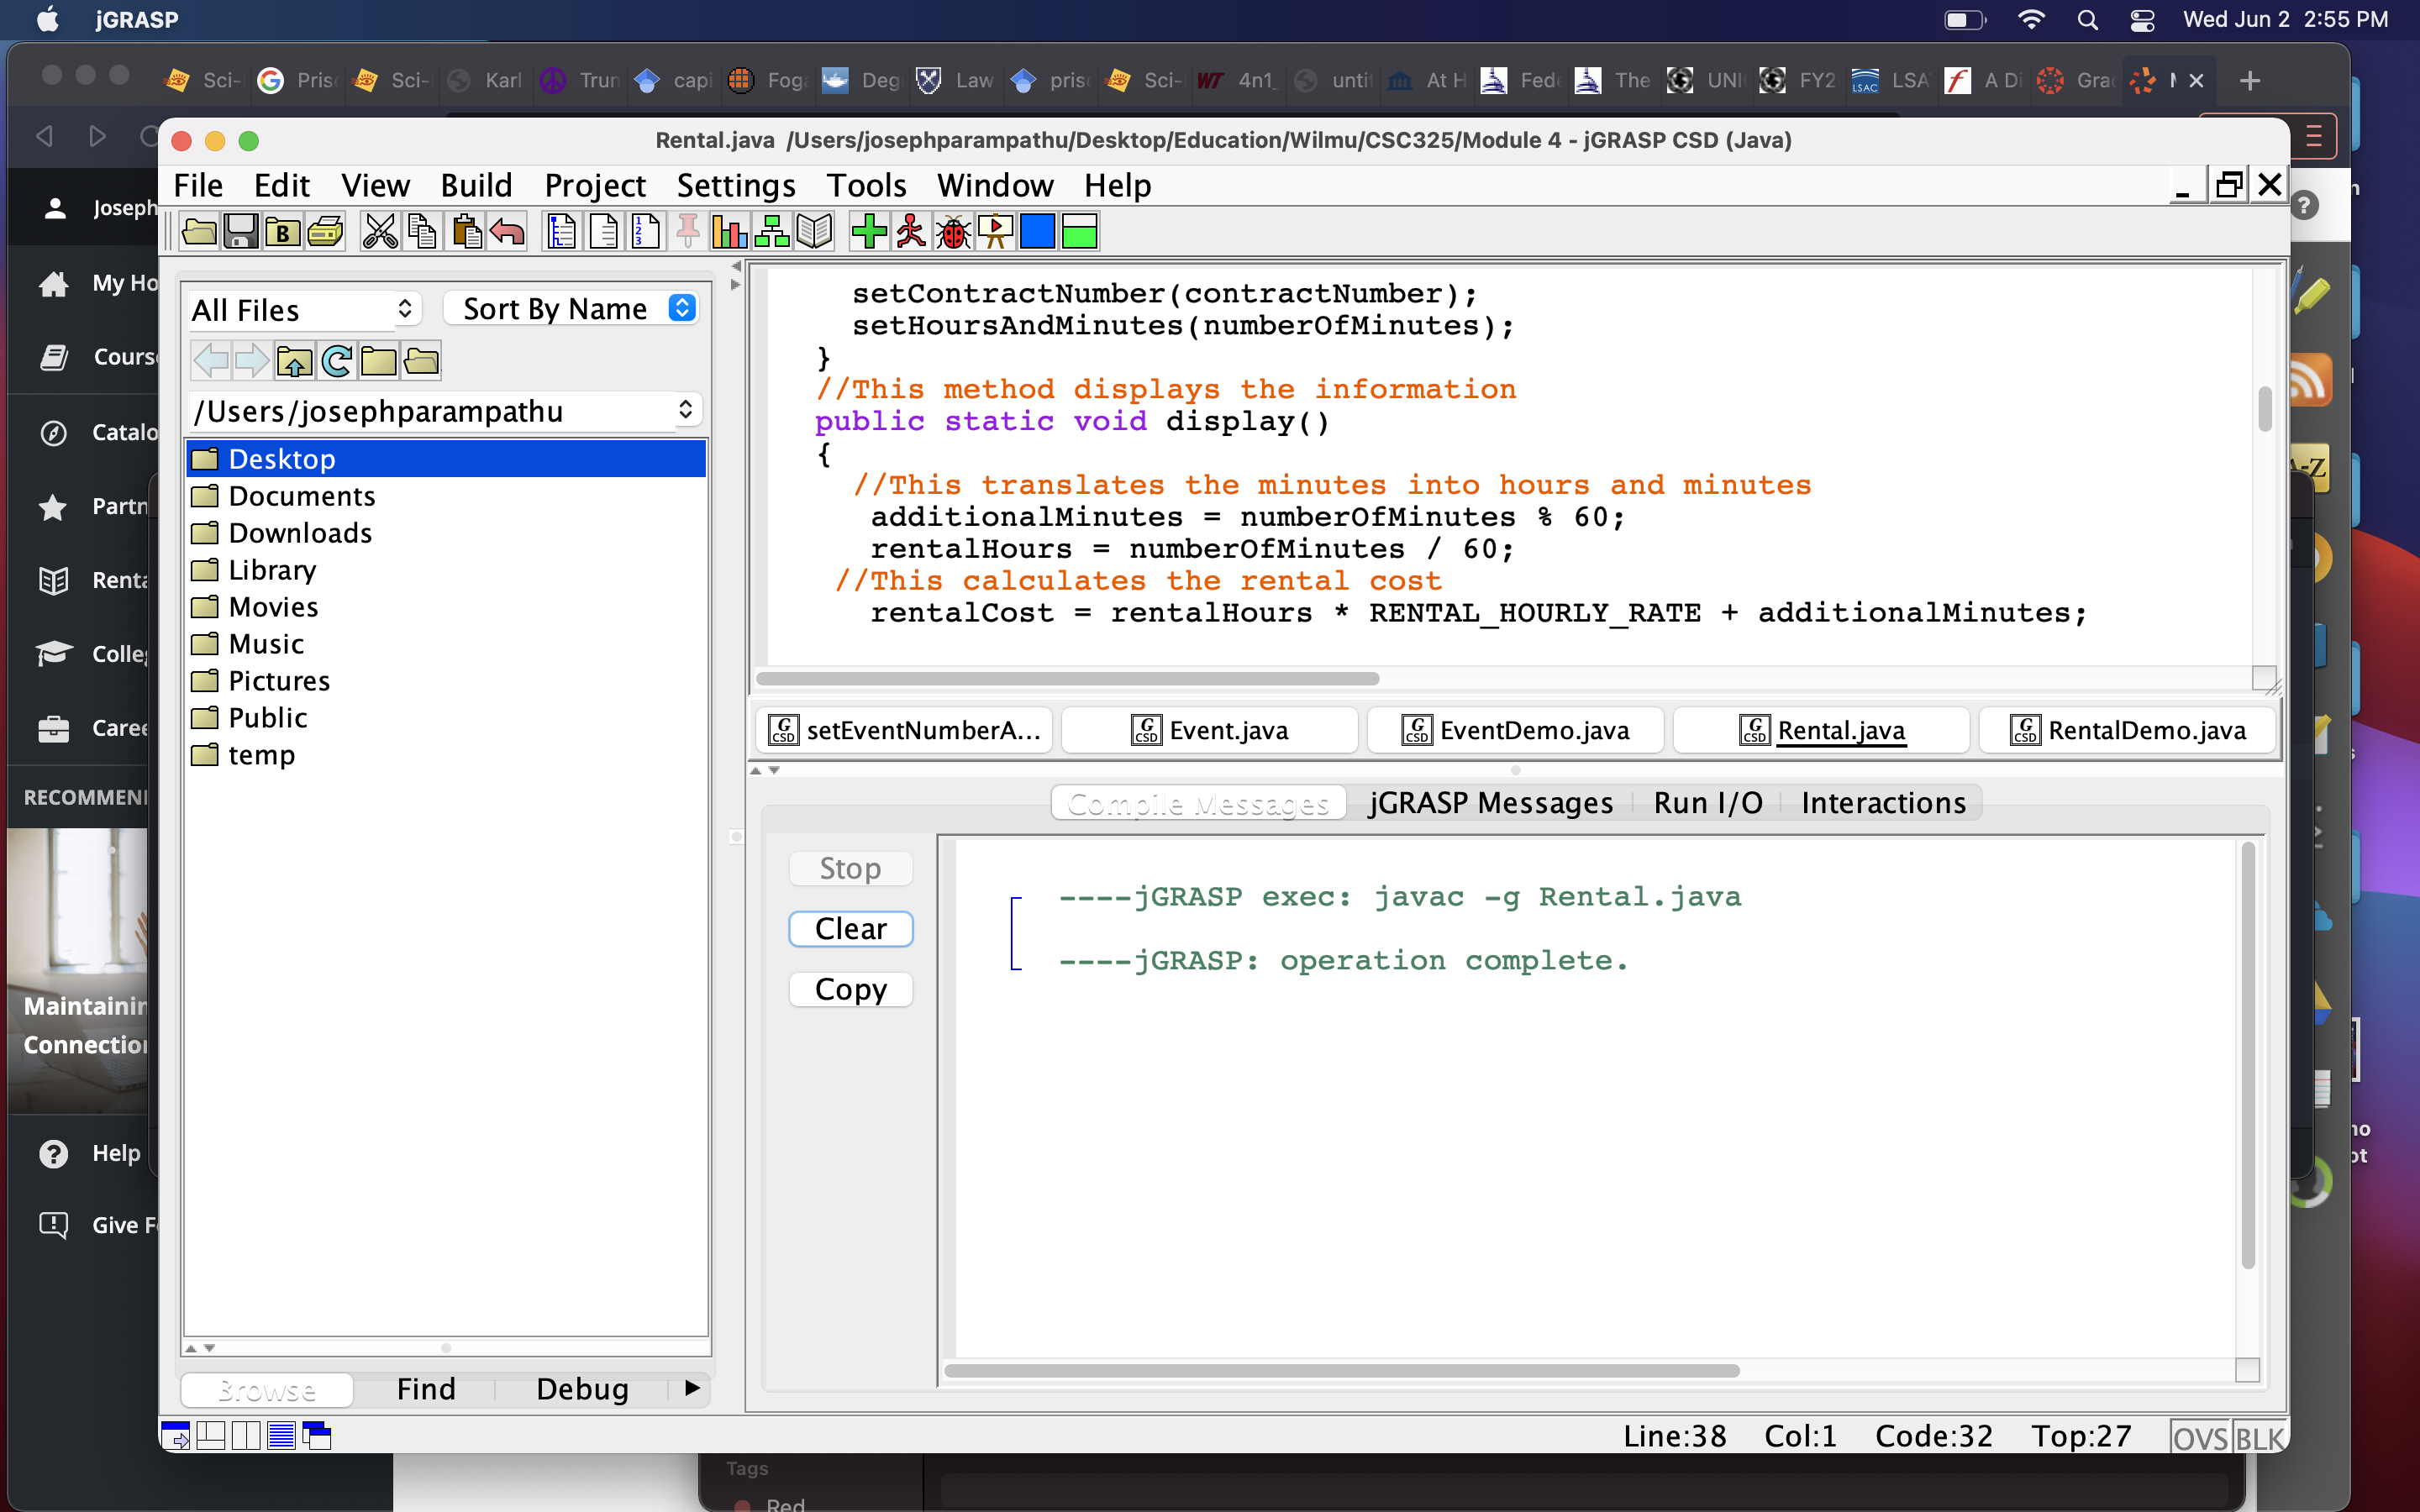 jGRASP
Wed Jun 2 2:55 PM
Sci-
Pris
Sci-
Karl
Trun
capi
Foga
Deg
Law
pris
Sci-
4n1_
unti
At H
Fede
The
UNI
FY2
LSA
A Di
Grad
Rental.java /Users/josephparampathu/Desktop/Education/Wilmu/CSC325/Module 4 - jGRASP CSD (Java)
File Edit View Build Project Settings Tools Window Help
Joseph
My Ho
Cours
Catalo
Partn
Renta
Colle
Caree
RECOMMEN
Maintainin
Connection
Help
Give F
All Files
Sort By Name
/Users/josephparampathu
Desktop
Documents
Downloads
Library
Movies
Music
Pictures
Public
temp
Browse Find Debug
setContractNumber(contractNumber);
setHoursAndMinutes(numberOfMinutes);
}
//This method displays the information
public static void display()
{
//This translates the minutes into hours and minutes
additionalMinutes = numberOfMinutes % 60;
rentalHours = numberOfMinutes / 60;
//This calculates the rental cost
rentalCost = rentalHours * RENTAL_HOURLY_RATE + additionalMinutes;
setEventNumberA...
Event.java
EventDemo.java
Rental.java
RentalDemo.java
Compile Messages jGRASP Messages Run I/O Interactions
Stop
Clear
Copy
----jGRASP exec: javac -g Rental.java
----jGRASP: operation complete.
Line:38 Col:1 Code:32 Top:27 OVS BLK
Tags
Red